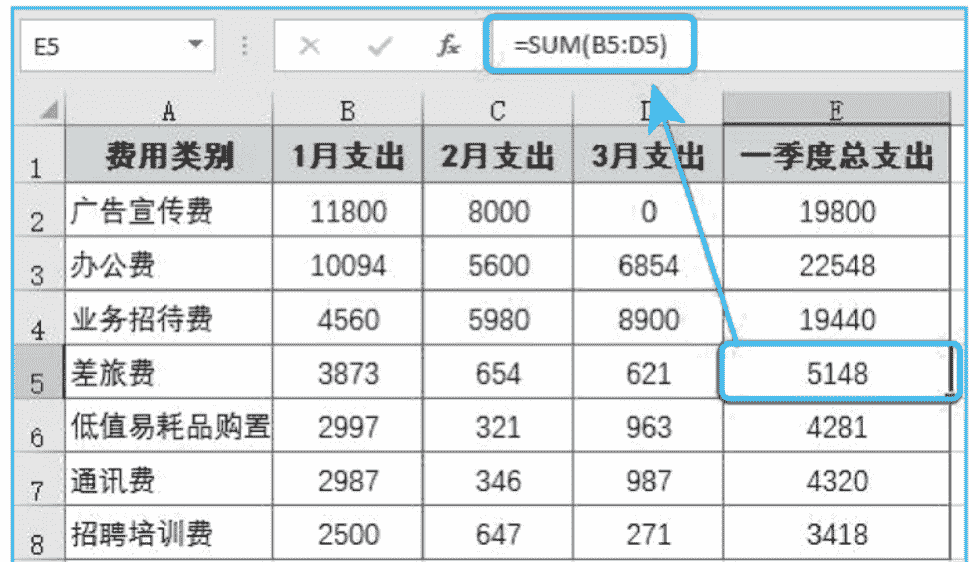 E5 fx =SUM(B5:D5)
A B C D E
1 费用类别 1月支出 2月支出 3月支出 一季度总支出
2 广告宣传费 11800 8000 0 19800
3 办公费 10094 5600 6854 22548
4 业务招待费 4560 5980 8900 19440
5 差旅费 3873 654 621 5148
6 低值易耗品购置 2997 321 963 4281
7 通讯费 2987 346 987 4320
8 招聘培训费 2500 647 271 3418